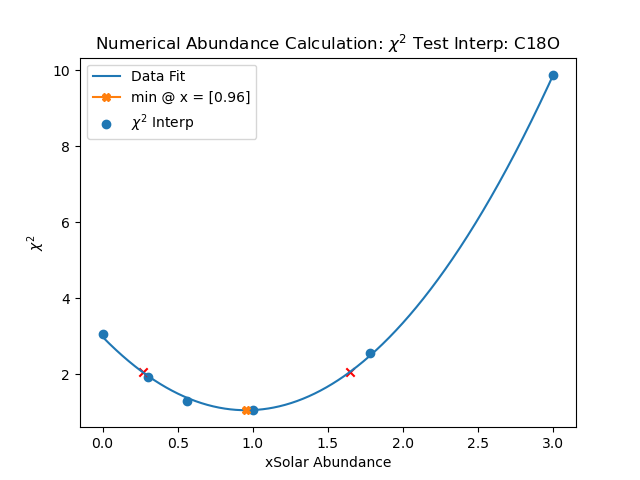 Numerical Abundance Calculation: χ² Test Interp: C18O
Data Fit
min @ x = [0.96]
χ² Interp
χ²
10
8
6
4
2
0.0 0.5 1.0 1.5 2.0 2.5 3.0
xSolar Abundance